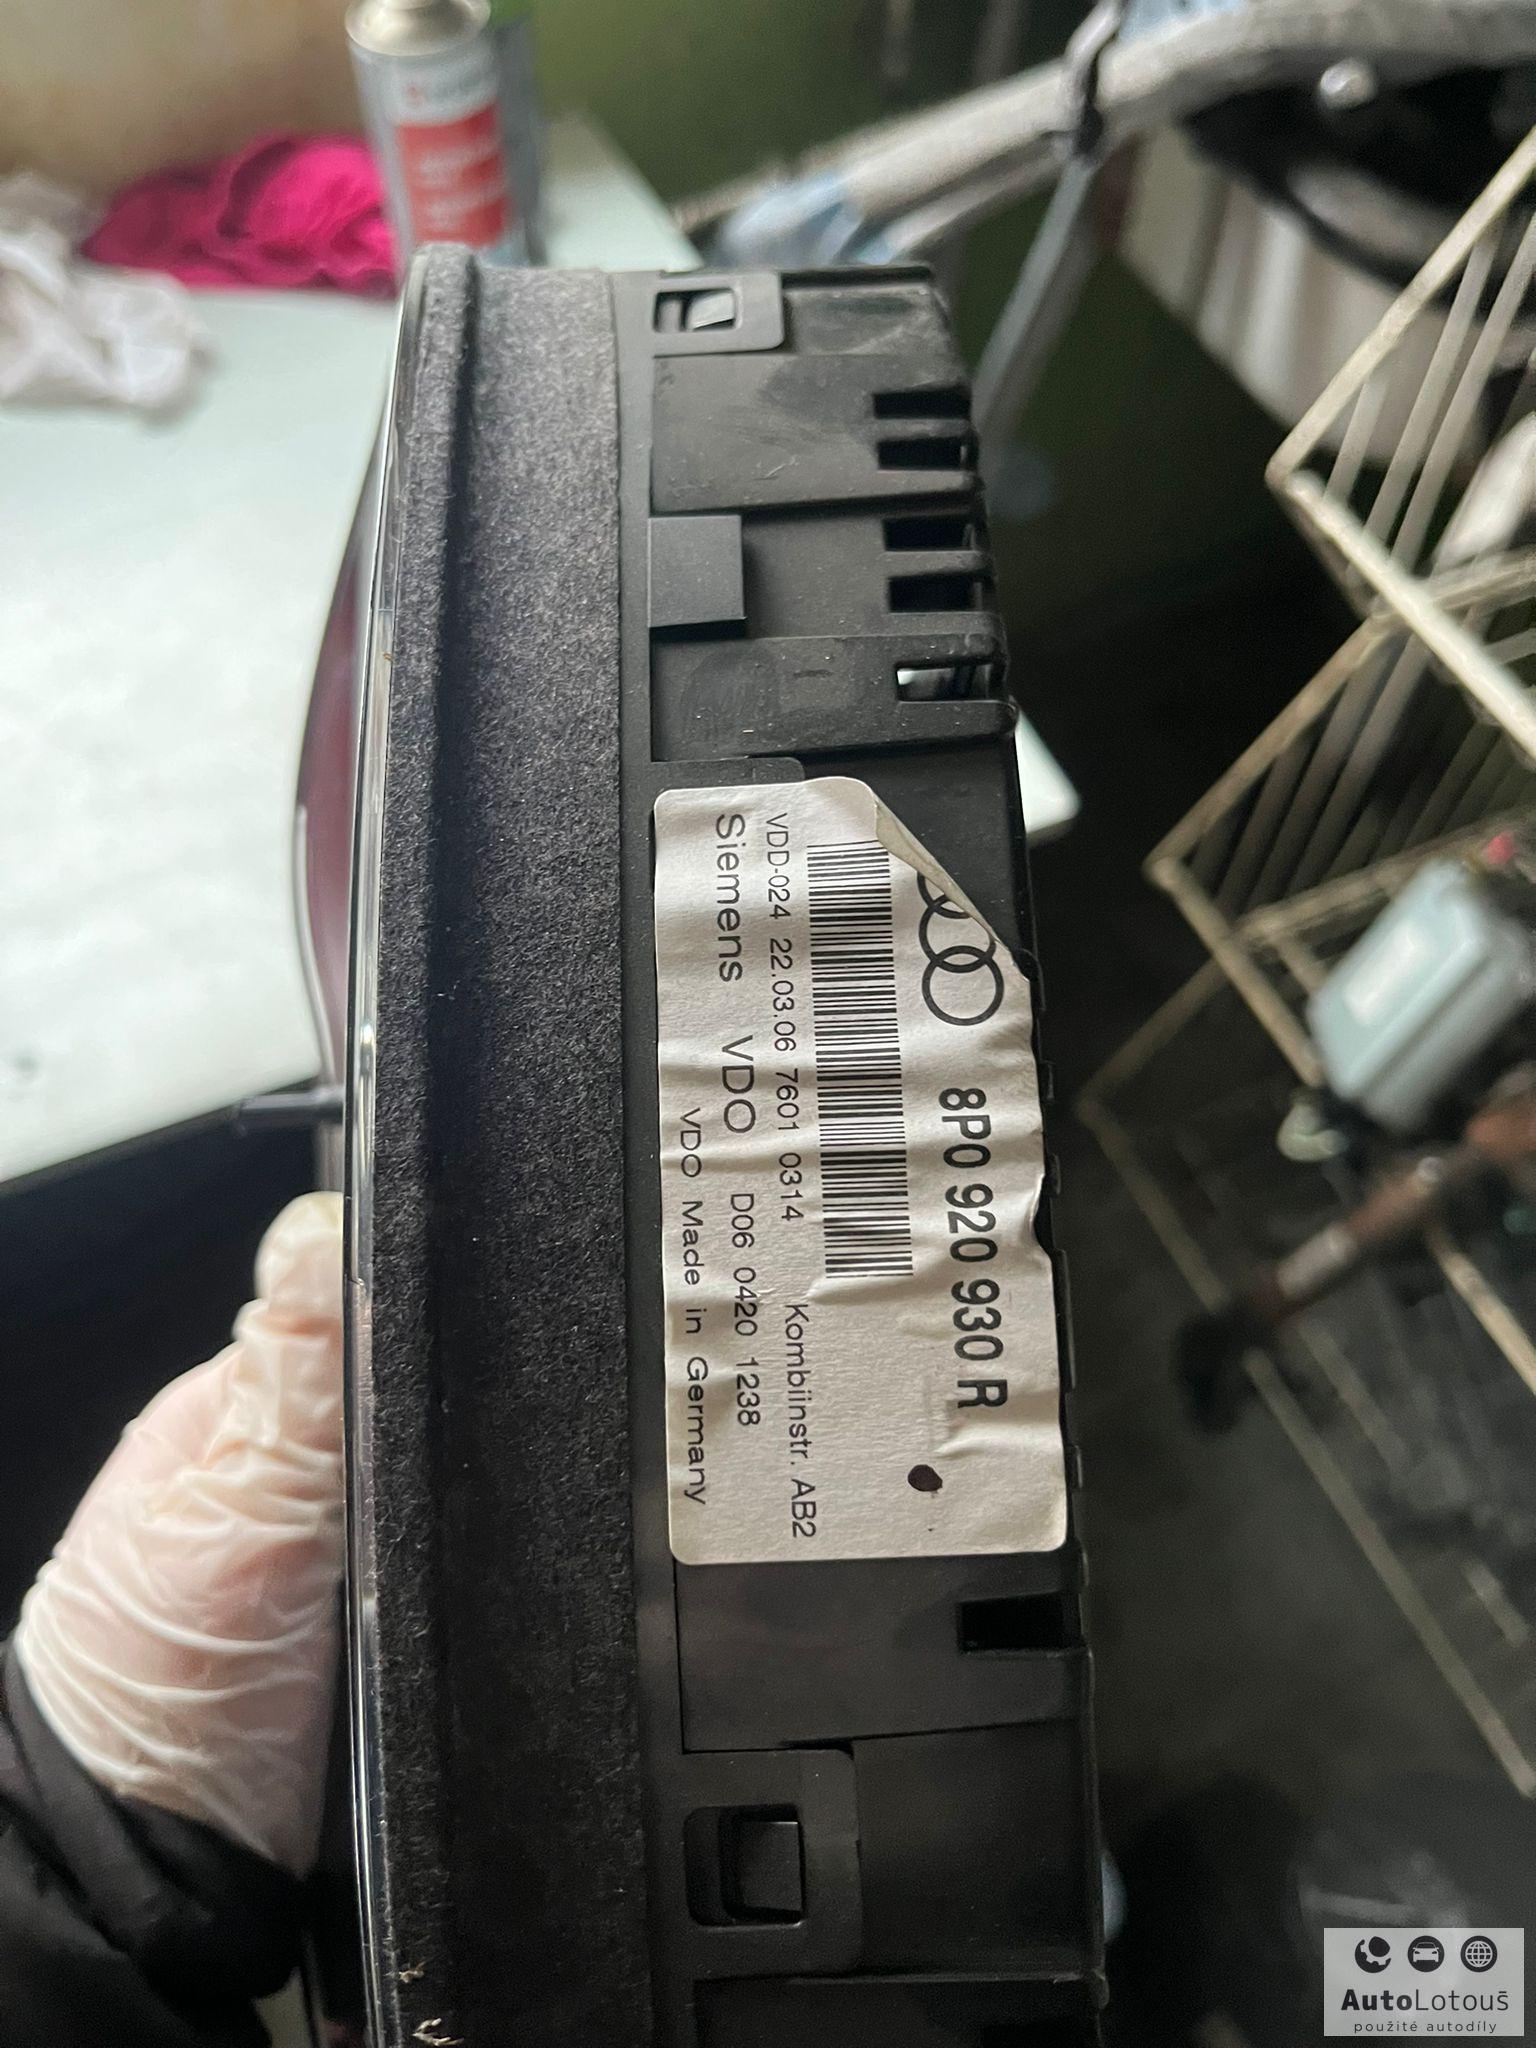 8P0 920 930 R
VDD-024 22.03.06 7601 0314 Kombiinstr. AB2
Siemens VDO D06 0420 1238
VDO Made in Germany
AutoLotouš
použité autodíly